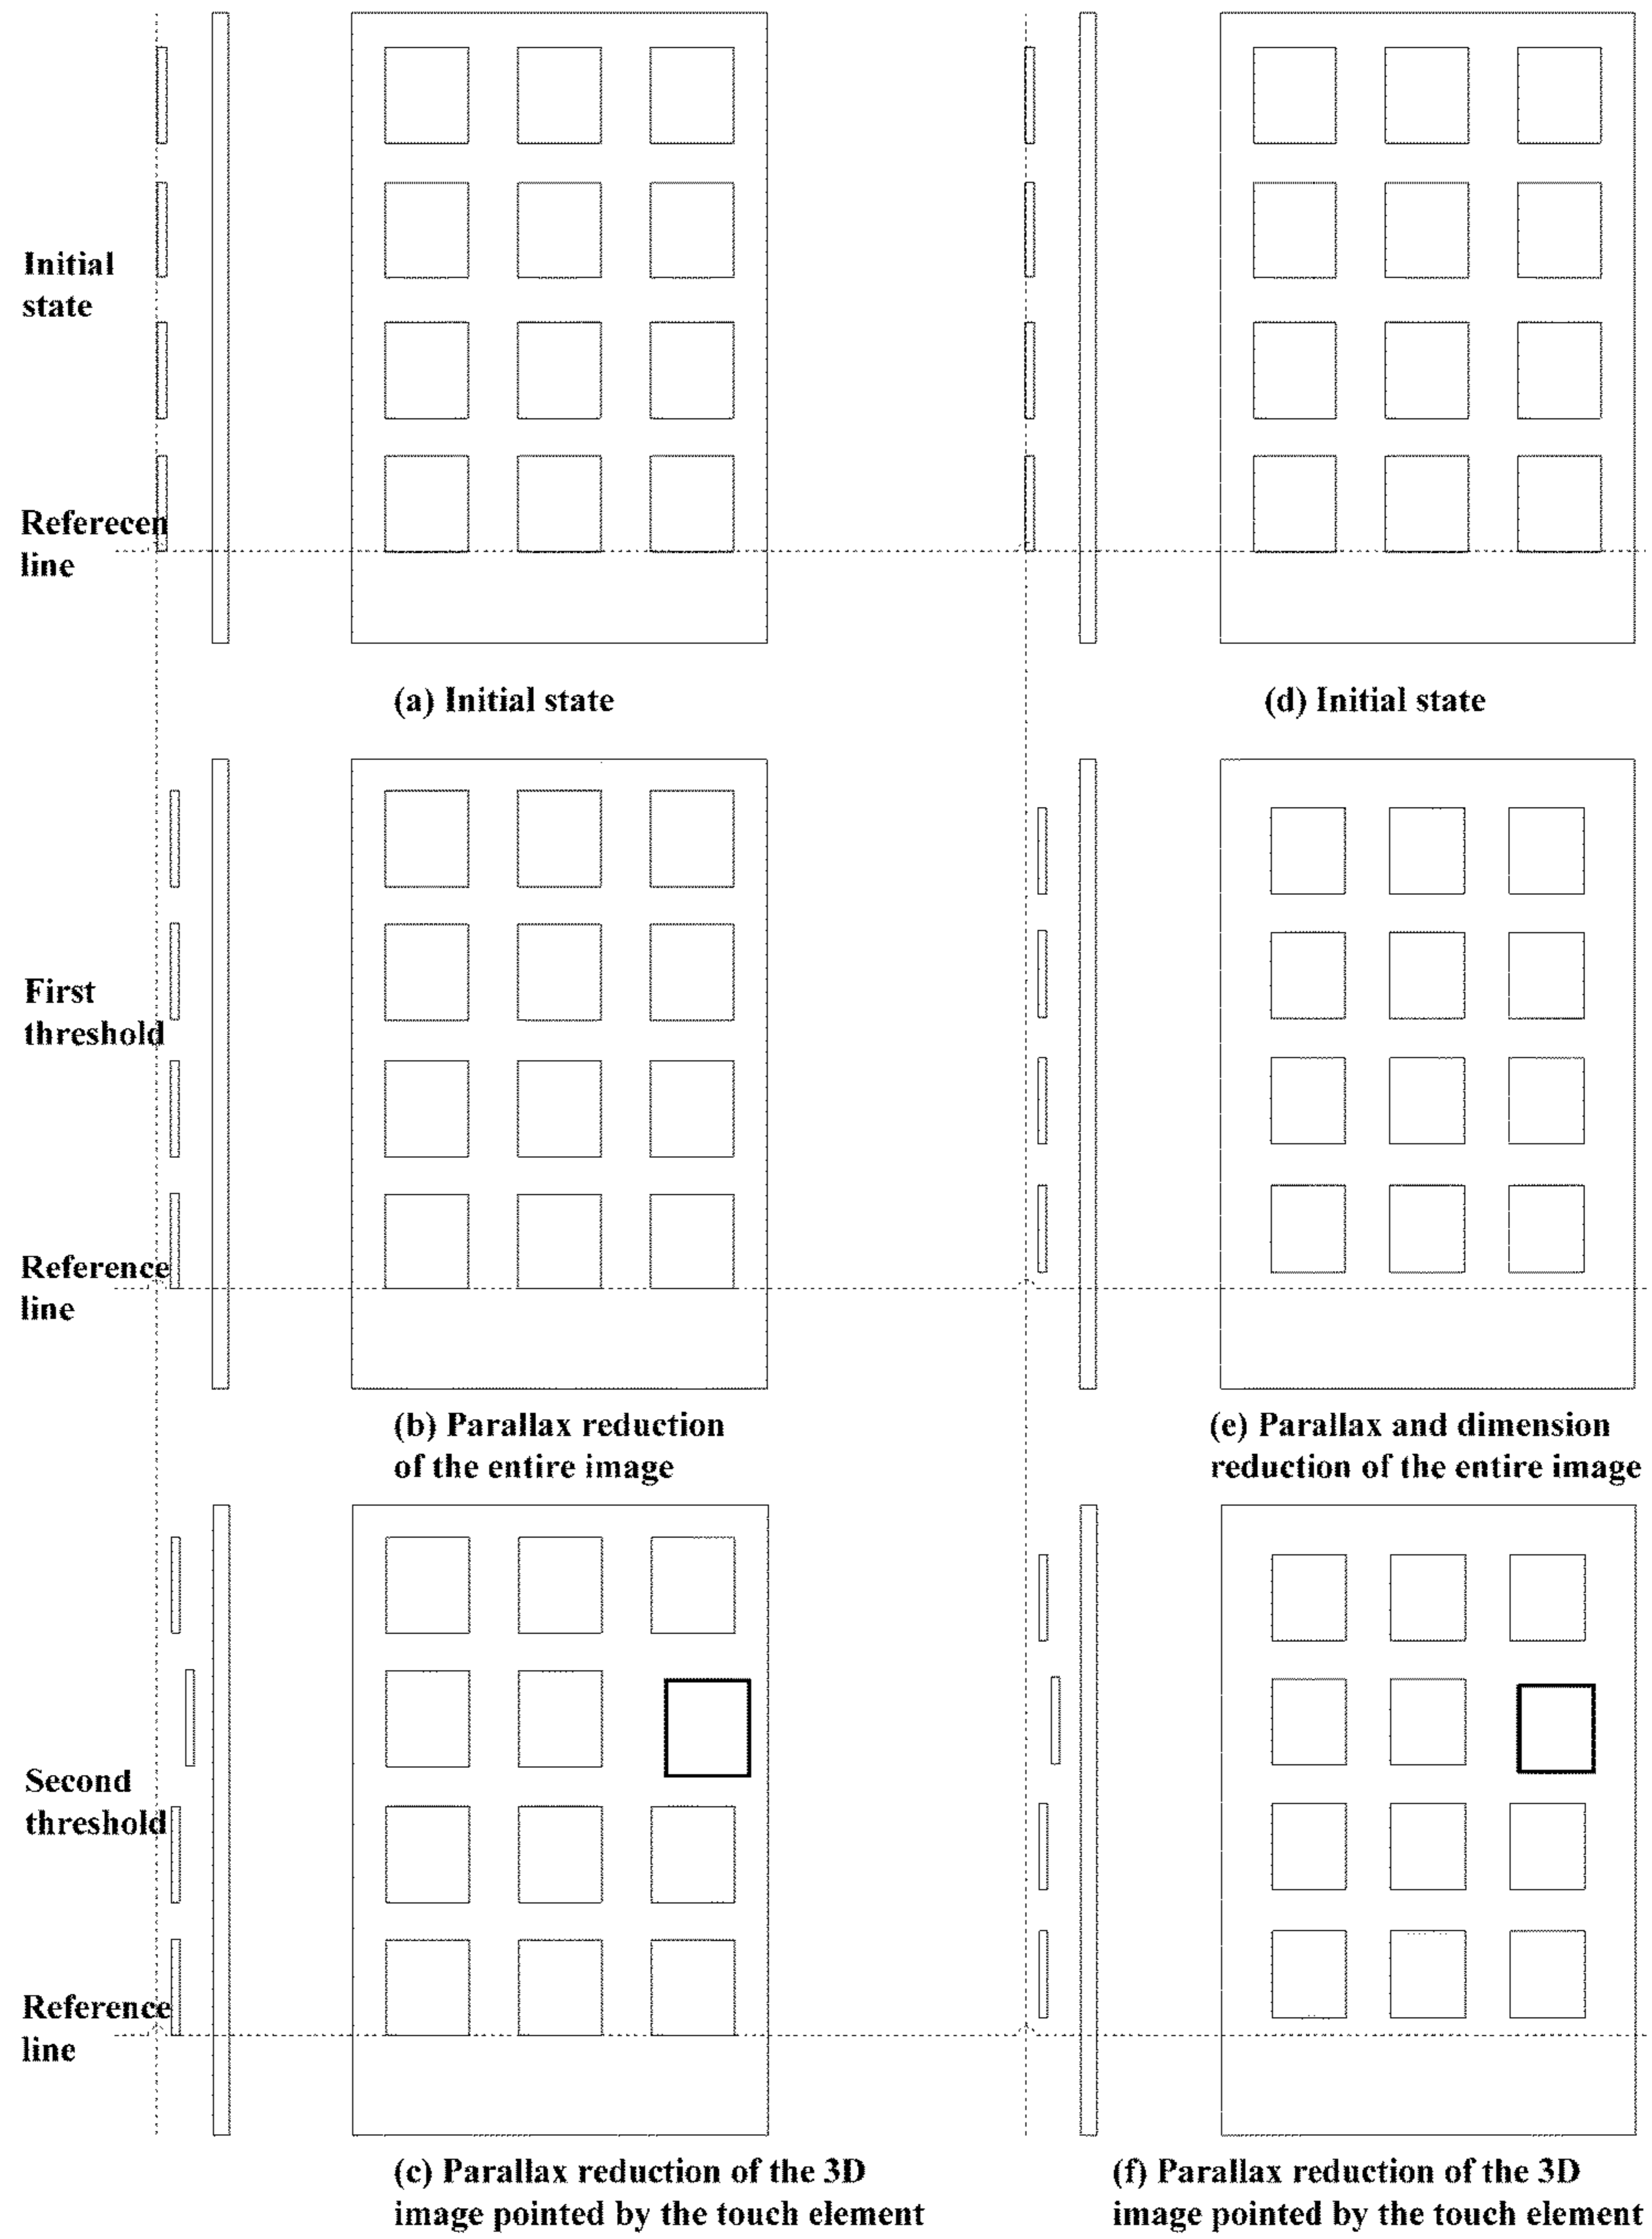 Initial
state
Referecen
line
(a) Initial state
(d) Initial state
First
threshold
Reference
line
(b) Parallax reduction
of the entire image
(e) Parallax and dimension
reduction of the entire image
Second
threshold
Reference
line
(c) Parallax reduction of the 3D
image pointed by the touch element
(f) Parallax reduction of the 3D
image pointed by the touch element